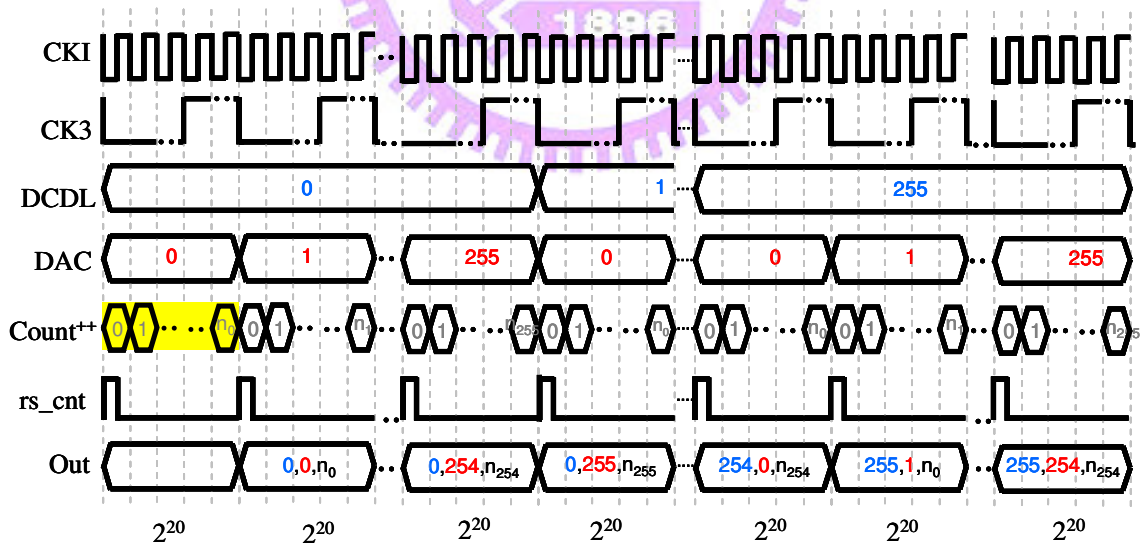 1896
CKI
CK3
DCDL 0 1 255
DAC 0 1 255 0 0 1 255
Count++ 0 1 n0 0 1 n1 0 1 n255 0 1 n0 0 1 n0 0 1 n1 0 1 n255
rs_cnt
Out 0,0,n0 0,254,n254 0,255,n255 254,0,n254 255,1,n0 255,254,n254
2^20 2^20 2^20 2^20 2^20 2^20 2^20